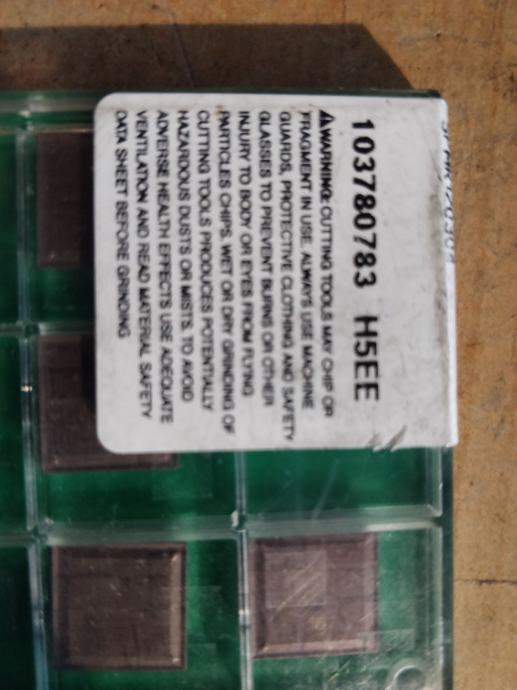 103780783 H5EE
⚠WARNING: CUTTING TOOLS MAY CHIP OR
FRAGMENT IN USE. ALWAYS USE MACHINE
GUARDS, PROTECTIVE CLOTHING AND SAFETY
GLASSES TO PREVENT BURNS OR OTHER
INJURY TO BODY OR EYES FROM FLYING
PARTICLES CHIPS. WET OR DRY GRINDING OF
CUTTING TOOLS PRODUCES POTENTIALLY
HAZARDOUS DUSTS OR MISTS. TO AVOID
ADVERSE HEALTH EFFECTS USE ADEQUATE
VENTILATION AND READ MATERIAL SAFETY
DATA SHEET BEFORE GRINDING